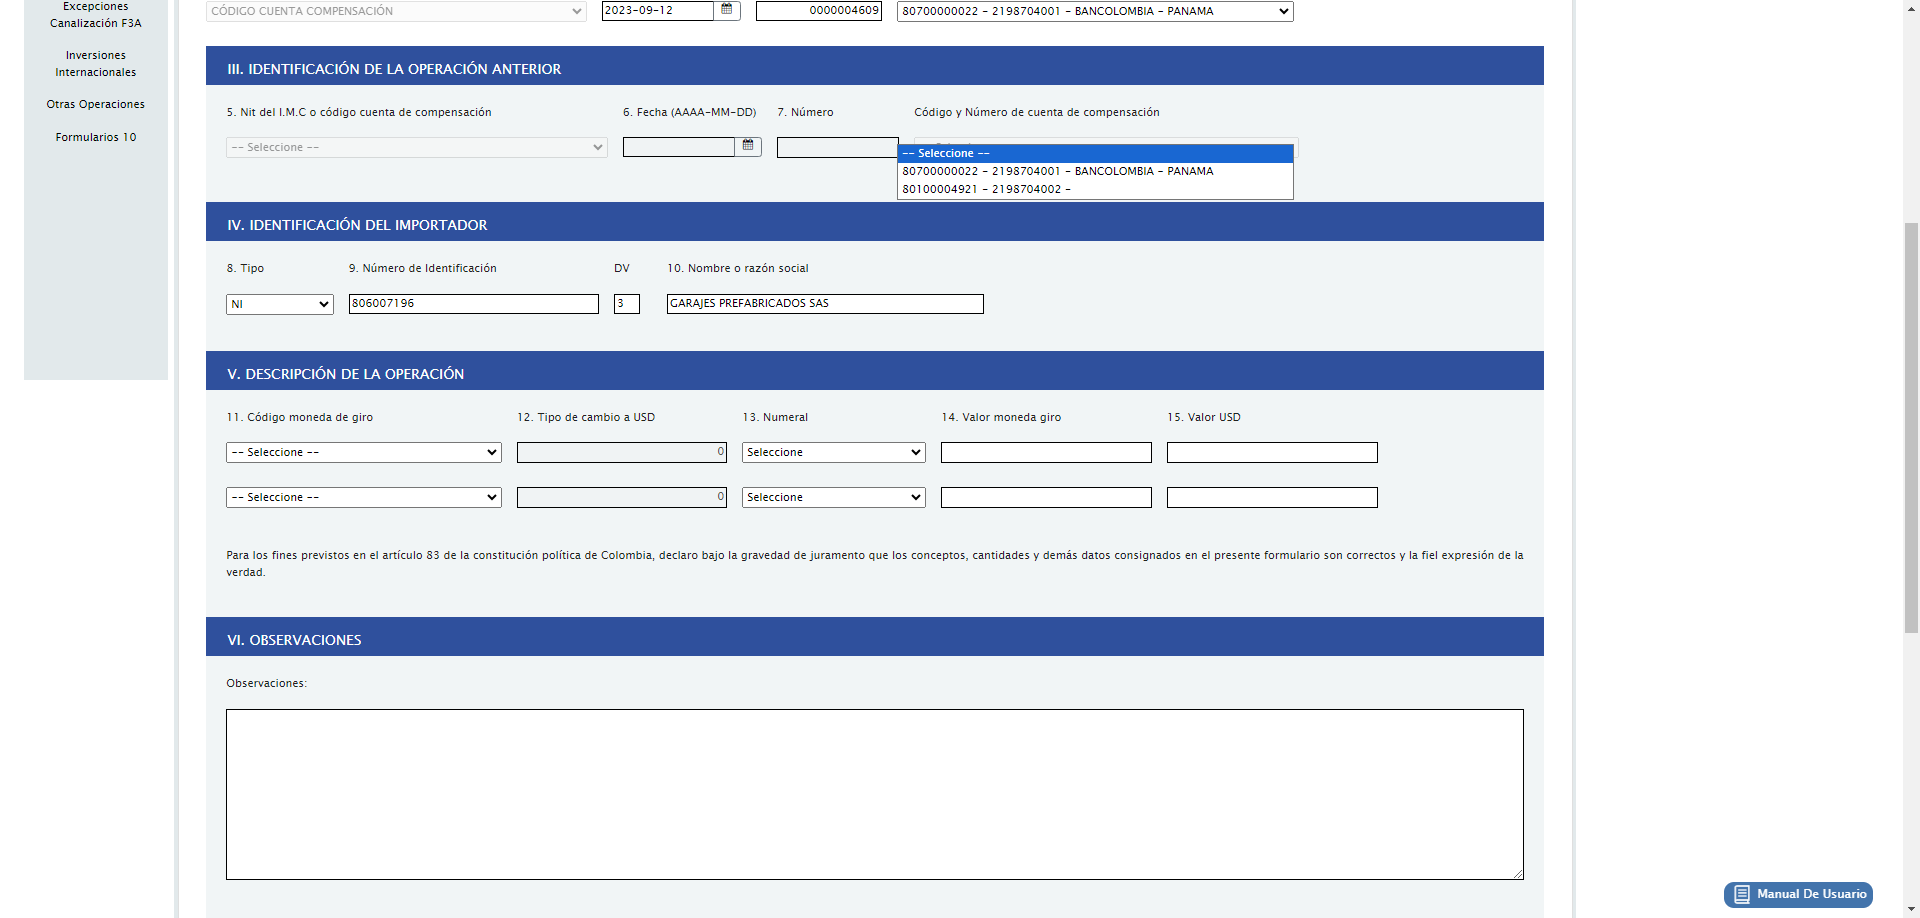 Excepciones
Canalización F3A
Inversiones
Internacionales
Otras Operaciones
Formularios 10
CÓDIGO CUENTA COMPENSACIÓN
2023-09-12
0000004609
80700000022 - 2198704001 - BANCOLOMBIA - PANAMA
III. IDENTIFICACIÓN DE LA OPERACIÓN ANTERIOR
5. Nit del I.M.C o código cuenta de compensación
6. Fecha (AAAA-MM-DD)
7. Número
Código y Número de cuenta de compensación
-- Seleccione --
-- Seleccione --
80700000022 - 2198704001 - BANCOLOMBIA - PANAMA
80100004921 - 2198704002 -
IV. IDENTIFICACIÓN DEL IMPORTADOR
8. Tipo
9. Número de Identificación
DV
10. Nombre o razón social
NI
806007196
3
GARAJES PREFABRICADOS SAS
V. DESCRIPCIÓN DE LA OPERACIÓN
11. Código moneda de giro
12. Tipo de cambio a USD
13. Numeral
14. Valor moneda giro
15. Valor USD
-- Seleccione --
0
Seleccione
-- Seleccione --
0
Seleccione
Para los fines previstos en el artículo 83 de la constitución política de Colombia, declaro bajo la gravedad de juramento que los conceptos, cantidades y demás datos consignados en el presente formulario son correctos y la fiel expresión de la
verdad.
VI. OBSERVACIONES
Observaciones:
Manual De Usuario